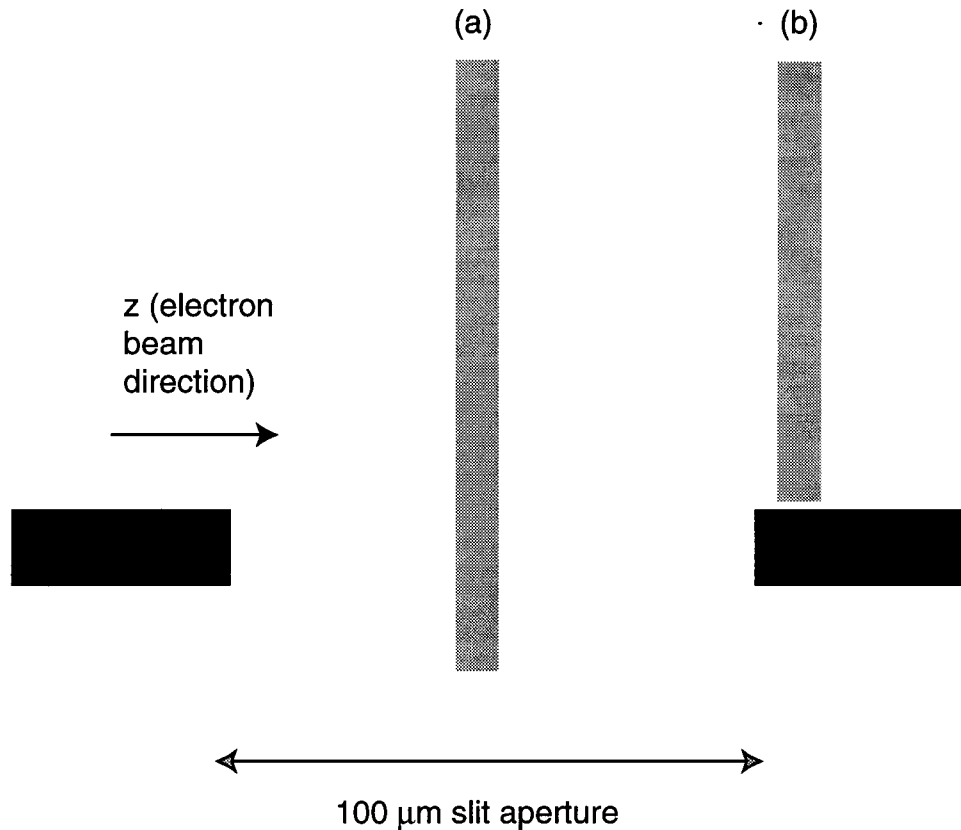 (a)
(b)
z (electron
beam
direction)
100 μm slit aperture